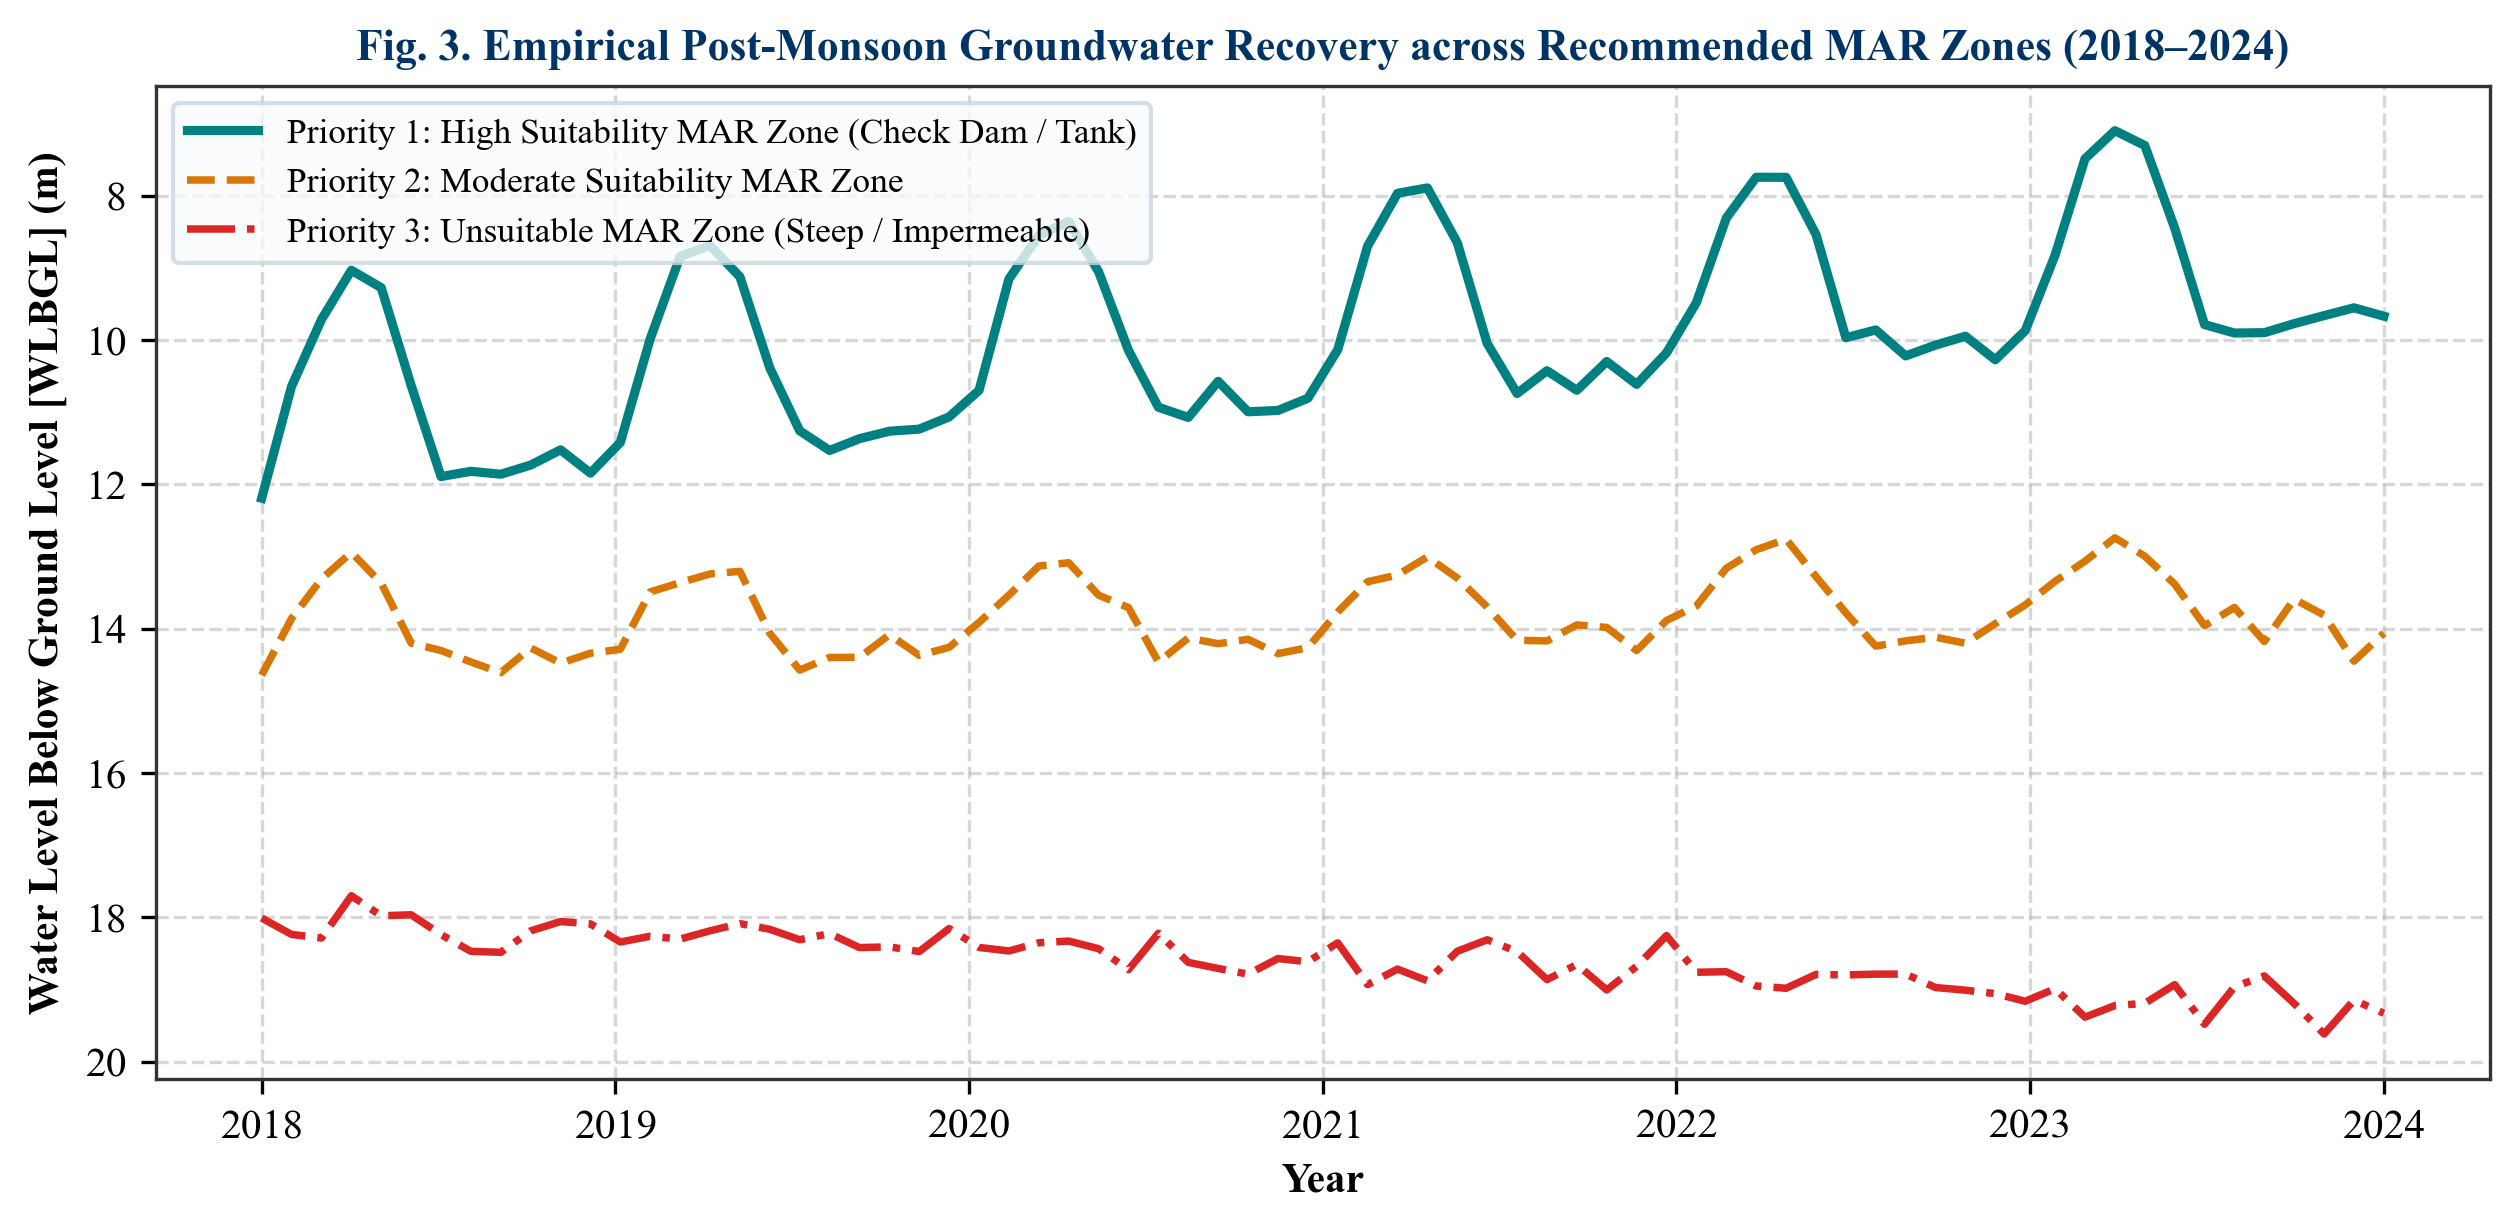 Fig. 3. Empirical Post-Monsoon Groundwater Recovery across Recommended MAR Zones (2018–2024)
Priority 1: High Suitability MAR Zone (Check Dam / Tank)
Priority 2: Moderate Suitability MAR Zone
Priority 3: Unsuitable MAR Zone (Steep / Impermeable)
Water Level Below Ground Level [WLBGL] (m)
8
10
12
14
16
18
20
2018 2019 2020 2021 2022 2023 2024
Year